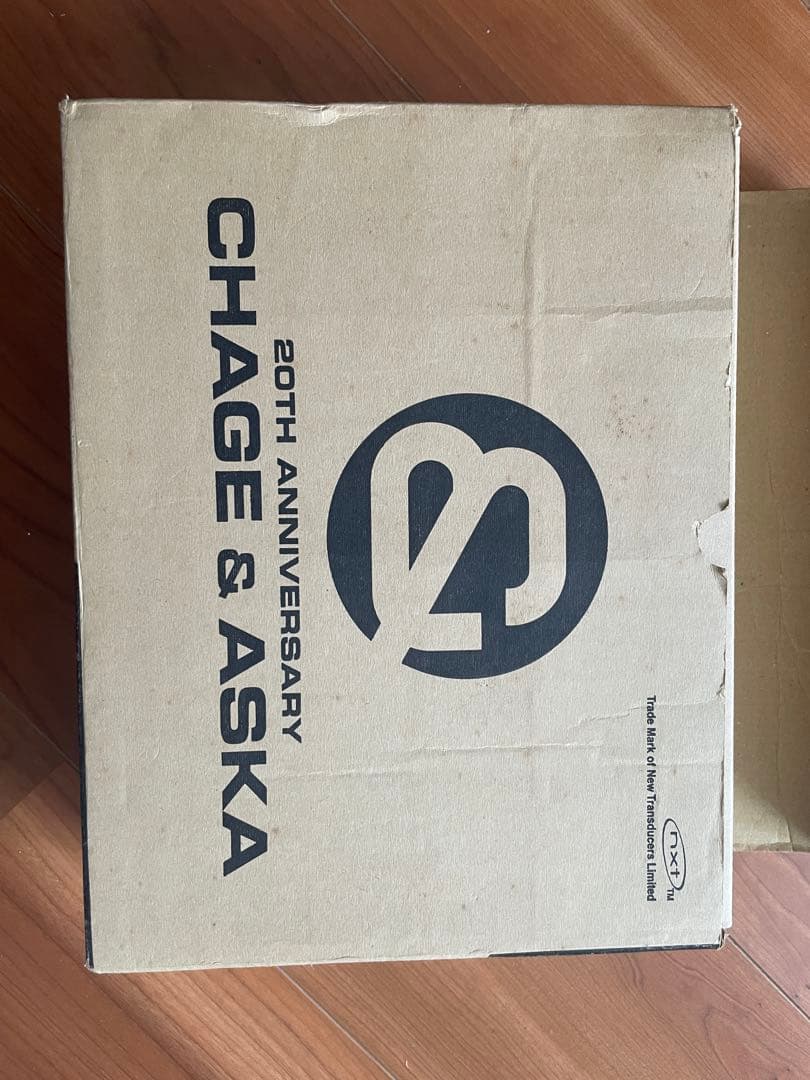 nxt TM
Trade Mark of New Transducers Limited
20TH ANNIVERSARY
CHAGE & ASKA